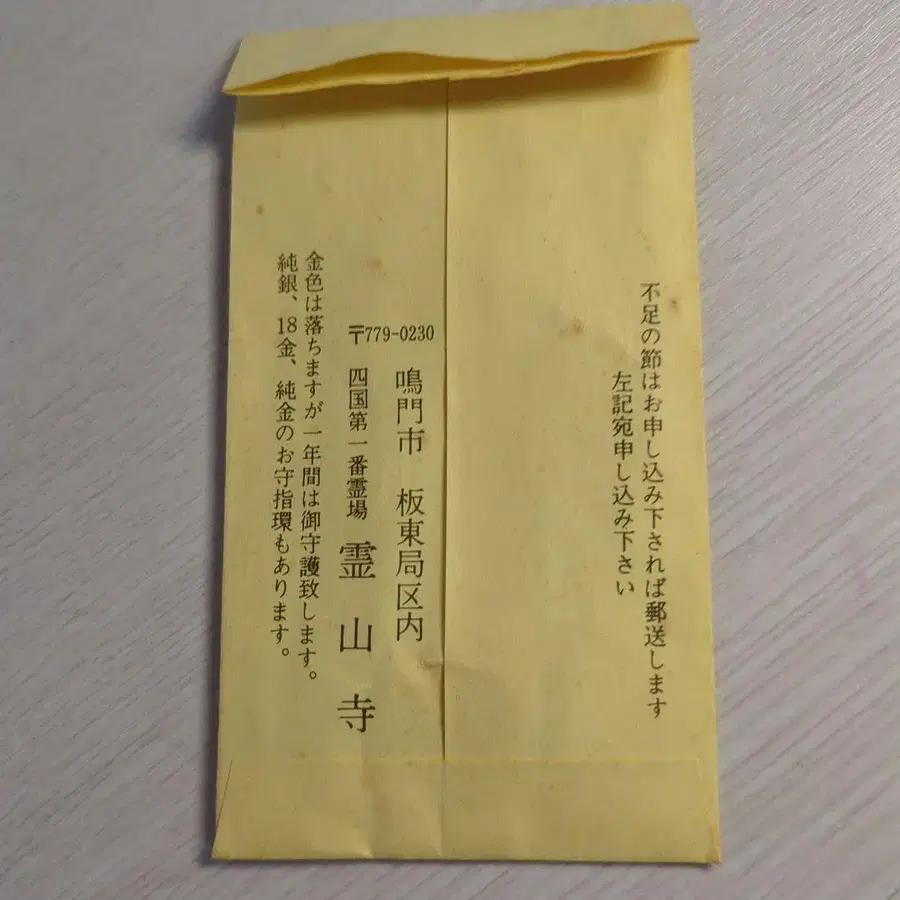 不足の節はお申し込み下されば郵送します
左記宛申し込み下さい
鳴門市 板東局区内
〒779-0230
四国第一番霊場 霊山寺
金色は落ちますが一年間は御守護致します。
純銀、18金、純金のお守指環もあります。